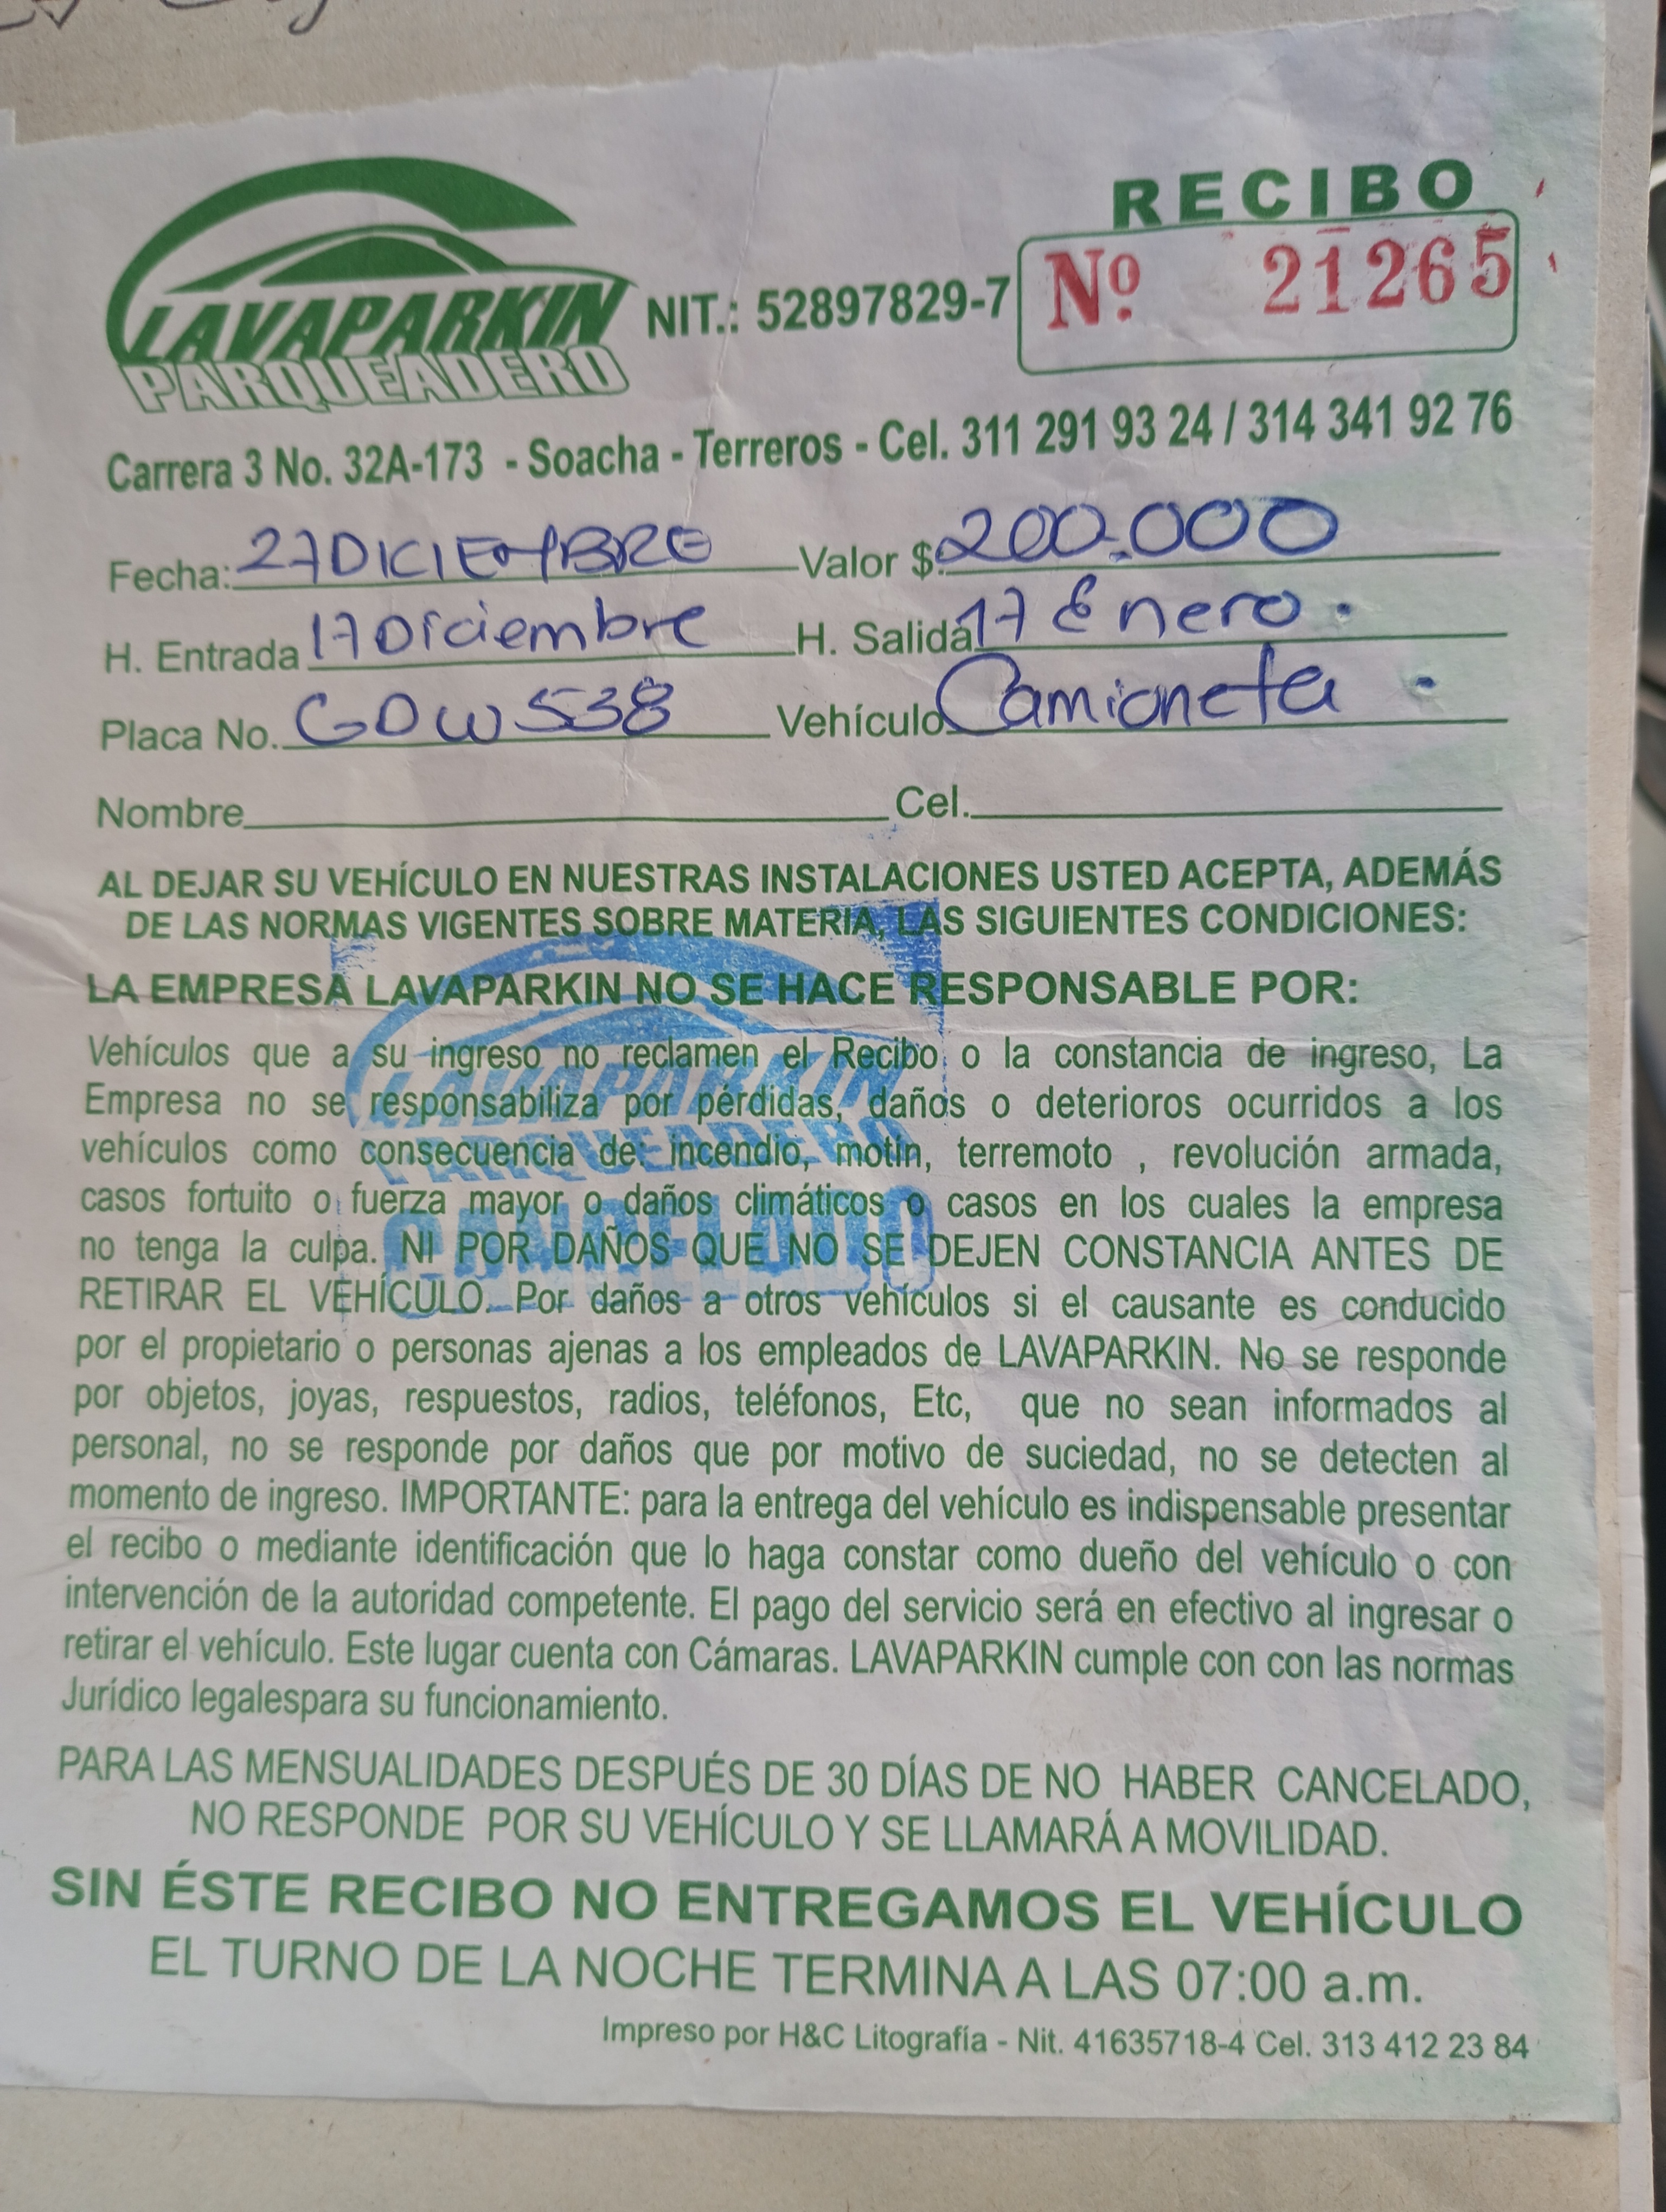 RECIBO
LAVAPARKIN
PARQUEADERO
NIT.: 52897829-7
Nº 21265
Carrera 3 No. 32A-173 - Soacha - Terreros - Cel. 311 291 93 24 / 314 341 92 76
Fecha: 27 DICIEMBRE Valor $ 200.000
H. Entrada 17 Diciembre H. Salida 17 Enero.
Placa No. GDW538 Vehículo Camioneta.
Nombre Cel.
AL DEJAR SU VEHÍCULO EN NUESTRAS INSTALACIONES USTED ACEPTA, ADEMÁS
DE LAS NORMAS VIGENTES SOBRE MATERIA, LAS SIGUIENTES CONDICIONES:
LA EMPRESA LAVAPARKIN NO SE HACE RESPONSABLE POR:
Vehículos que a su ingreso no reclamen el Recibo o la constancia de ingreso, La
Empresa no se responsabiliza por pérdidas, daños o deterioros ocurridos a los
vehículos como consecuencia de: incendio, motín, terremoto , revolución armada,
casos fortuito o fuerza mayor o daños climáticos o casos en los cuales la empresa
no tenga la culpa. NI POR DAÑOS QUE NO SE DEJEN CONSTANCIA ANTES DE
RETIRAR EL VEHÍCULO. Por daños a otros vehículos si el causante es conducido
por el propietario o personas ajenas a los empleados de LAVAPARKIN. No se responde
por objetos, joyas, respuestos, radios, teléfonos, Etc, que no sean informados al
personal, no se responde por daños que por motivo de suciedad, no se detecten al
momento de ingreso. IMPORTANTE: para la entrega del vehículo es indispensable presentar
el recibo o mediante identificación que lo haga constar como dueño del vehículo o con
intervención de la autoridad competente. El pago del servicio será en efectivo al ingresar o
retirar el vehículo. Este lugar cuenta con Cámaras. LAVAPARKIN cumple con con las normas
Jurídico legalespara su funcionamiento.
LAVAPARKIN
PARQUEADERO
CANCELADO
PARA LAS MENSUALIDADES DESPUÉS DE 30 DÍAS DE NO HABER CANCELADO,
NO RESPONDE POR SU VEHÍCULO Y SE LLAMARÁ A MOVILIDAD.
SIN ÉSTE RECIBO NO ENTREGAMOS EL VEHÍCULO
EL TURNO DE LA NOCHE TERMINA A LAS 07:00 a.m.
Impreso por H&C Litografía - Nit. 41635718-4 Cel. 313 412 23 84